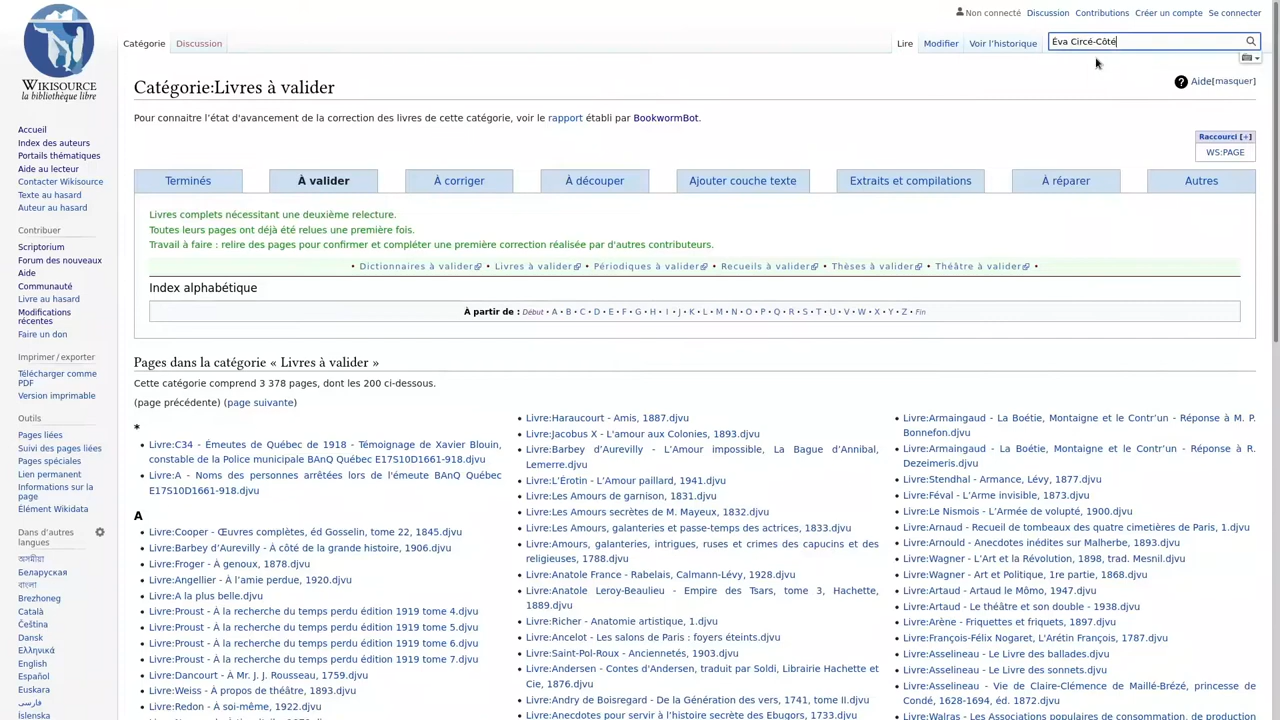 Non connecté Discussion Contributions Créer un compte Se connecter
Catégorie Discussion Lire Modifier Voir l'historique Éva Circé-Côté
WIKISOURCE
la bibliothèque libre
Catégorie:Livres à valider
Aide[masquer]
Pour connaitre l'état d'avancement de la correction des livres de cette catégorie, voir le rapport établi par BookwormBot.
Raccourci [+]
WS:PAGE
Terminés À valider À corriger À découper Ajouter couche texte Extraits et compilations À réparer Autres
Livres complets nécessitant une deuxième relecture.
Toutes leurs pages ont déjà été relues une première fois.
Travail à faire : relire des pages pour confirmer et compléter une première correction réalisée par d'autres contributeurs.
• Dictionnaires à valider • Livres à valider • Périodiques à valider • Recueils à valider • Thèses à valider • Théâtre à valider •
Index alphabétique
À partir de : Début • A • B • C • D • E • F • G • H • I • J • K • L • M • N • O • P • Q • R • S • T • U • V • W • X • Y • Z • Fin
Pages dans la catégorie « Livres à valider »
Cette catégorie comprend 3 378 pages, dont les 200 ci-dessous.
(page précédente) (page suivante)
*
• Livre:C34 - Émeutes de Québec de 1918 - Témoignage de Xavier Blouin,
constable de la Police municipale BAnQ Québec E17S10D1661-918.djvu
• Livre:A - Noms des personnes arrêtées lors de l'émeute BAnQ Québec
E17S10D1661-918.djvu
A
• Livre:Cooper - Œuvres complètes, éd Gosselin, tome 22, 1845.djvu
• Livre:Barbey d'Aurevilly - À côté de la grande histoire, 1906.djvu
• Livre:Froger - À genoux, 1878.djvu
• Livre:Angellier - À l'amie perdue, 1920.djvu
• Livre:A la plus belle.djvu
• Livre:Proust - À la recherche du temps perdu édition 1919 tome 4.djvu
• Livre:Proust - À la recherche du temps perdu édition 1919 tome 5.djvu
• Livre:Proust - À la recherche du temps perdu édition 1919 tome 6.djvu
• Livre:Proust - À la recherche du temps perdu édition 1919 tome 7.djvu
• Livre:Dancourt - À Mr. J. J. Rousseau, 1759.djvu
• Livre:Weiss - À propos de théâtre, 1893.djvu
• Livre:Redon - À soi-même, 1922.djvu
• Livre:Haraucourt - Amis, 1887.djvu
• Livre:Jacobus X - L'amour aux Colonies, 1893.djvu
• Livre:Barbey d'Aurevilly - L'Amour impossible, La Bague d'Annibal,
Lemerre.djvu
• Livre:L'Érotin - L'Amour paillard, 1941.djvu
• Livre:Les Amours de garnison, 1831.djvu
• Livre:Les Amours secrètes de M. Mayeux, 1832.djvu
• Livre:Les Amours, galanteries et passe-temps des actrices, 1833.djvu
• Livre:Amours, galanteries, intrigues, ruses et crimes des capucins et des
religieuses, 1788.djvu
• Livre:Anatole France - Rabelais, Calmann-Lévy, 1928.djvu
• Livre:Anatole Leroy-Beaulieu - Empire des Tsars, tome 3, Hachette,
1889.djvu
• Livre:Richer - Anatomie artistique, 1.djvu
• Livre:Ancelot - Les salons de Paris : foyers éteints.djvu
• Livre:Saint-Pol-Roux - Anciennetés, 1903.djvu
• Livre:Andersen - Contes d'Andersen, traduit par Soldi, Librairie Hachette et
Cie, 1876.djvu
• Livre:Andry de Boisregard - De la Génération des vers, 1741, tome II.djvu
• Livre:Anecdotes pour servir à l'histoire secrète des Ebugors, 1733.djvu
• Livre:Armaingaud - La Boétie, Montaigne et le Contr'un - Réponse à M. P.
Bonnefon.djvu
• Livre:Armaingaud - La Boétie, Montaigne et le Contr'un - Réponse à R.
Dezeimeris.djvu
• Livre:Stendhal - Armance, Lévy, 1877.djvu
• Livre:Féval - L'Arme invisible, 1873.djvu
• Livre:Le Nismois - L'Armée de volupté, 1900.djvu
• Livre:Arnaud - Recueil de tombeaux des quatre cimetières de Paris, 1.djvu
• Livre:Arnould - Anecdotes inédites sur Malherbe, 1893.djvu
• Livre:Wagner - L'Art et la Révolution, 1898, trad. Mesnil.djvu
• Livre:Wagner - Art et Politique, 1re partie, 1868.djvu
• Livre:Artaud - Artaud le Mômo, 1947.djvu
• Livre:Artaud - Le théâtre et son double - 1938.djvu
• Livre:Arène - Friquettes et friquets, 1897.djvu
• Livre:François-Félix Nogaret, L'Arétin François, 1787.djvu
• Livre:Asselineau - Le Livre des ballades.djvu
• Livre:Asselineau - Le Livre des sonnets.djvu
• Livre:Asselineau - Vie de Claire-Clémence de Maillé-Brézé, princesse de
Condé, 1628-1694, éd. 1872.djvu
• Livre:Walras - Les Associations populaires de consommation, de production
Accueil
Index des auteurs
Portails thématiques
Aide au lecteur
Contacter Wikisource
Texte au hasard
Auteur au hasard
Contribuer
Scriptorium
Forum des nouveaux
Aide
Communauté
Livre au hasard
Modifications
récentes
Faire un don
Imprimer / exporter
Télécharger comme
PDF
Version imprimable
Outils
Pages liées
Suivi des pages liées
Pages spéciales
Lien permanent
Informations sur la
page
Élément Wikidata
Dans d'autres
langues
অসমীয়া
Беларуская
বাংলা
Brezhoneg
Català
Čeština
Dansk
Ελληνικά
English
Español
Euskara
فارسی
Íslenska